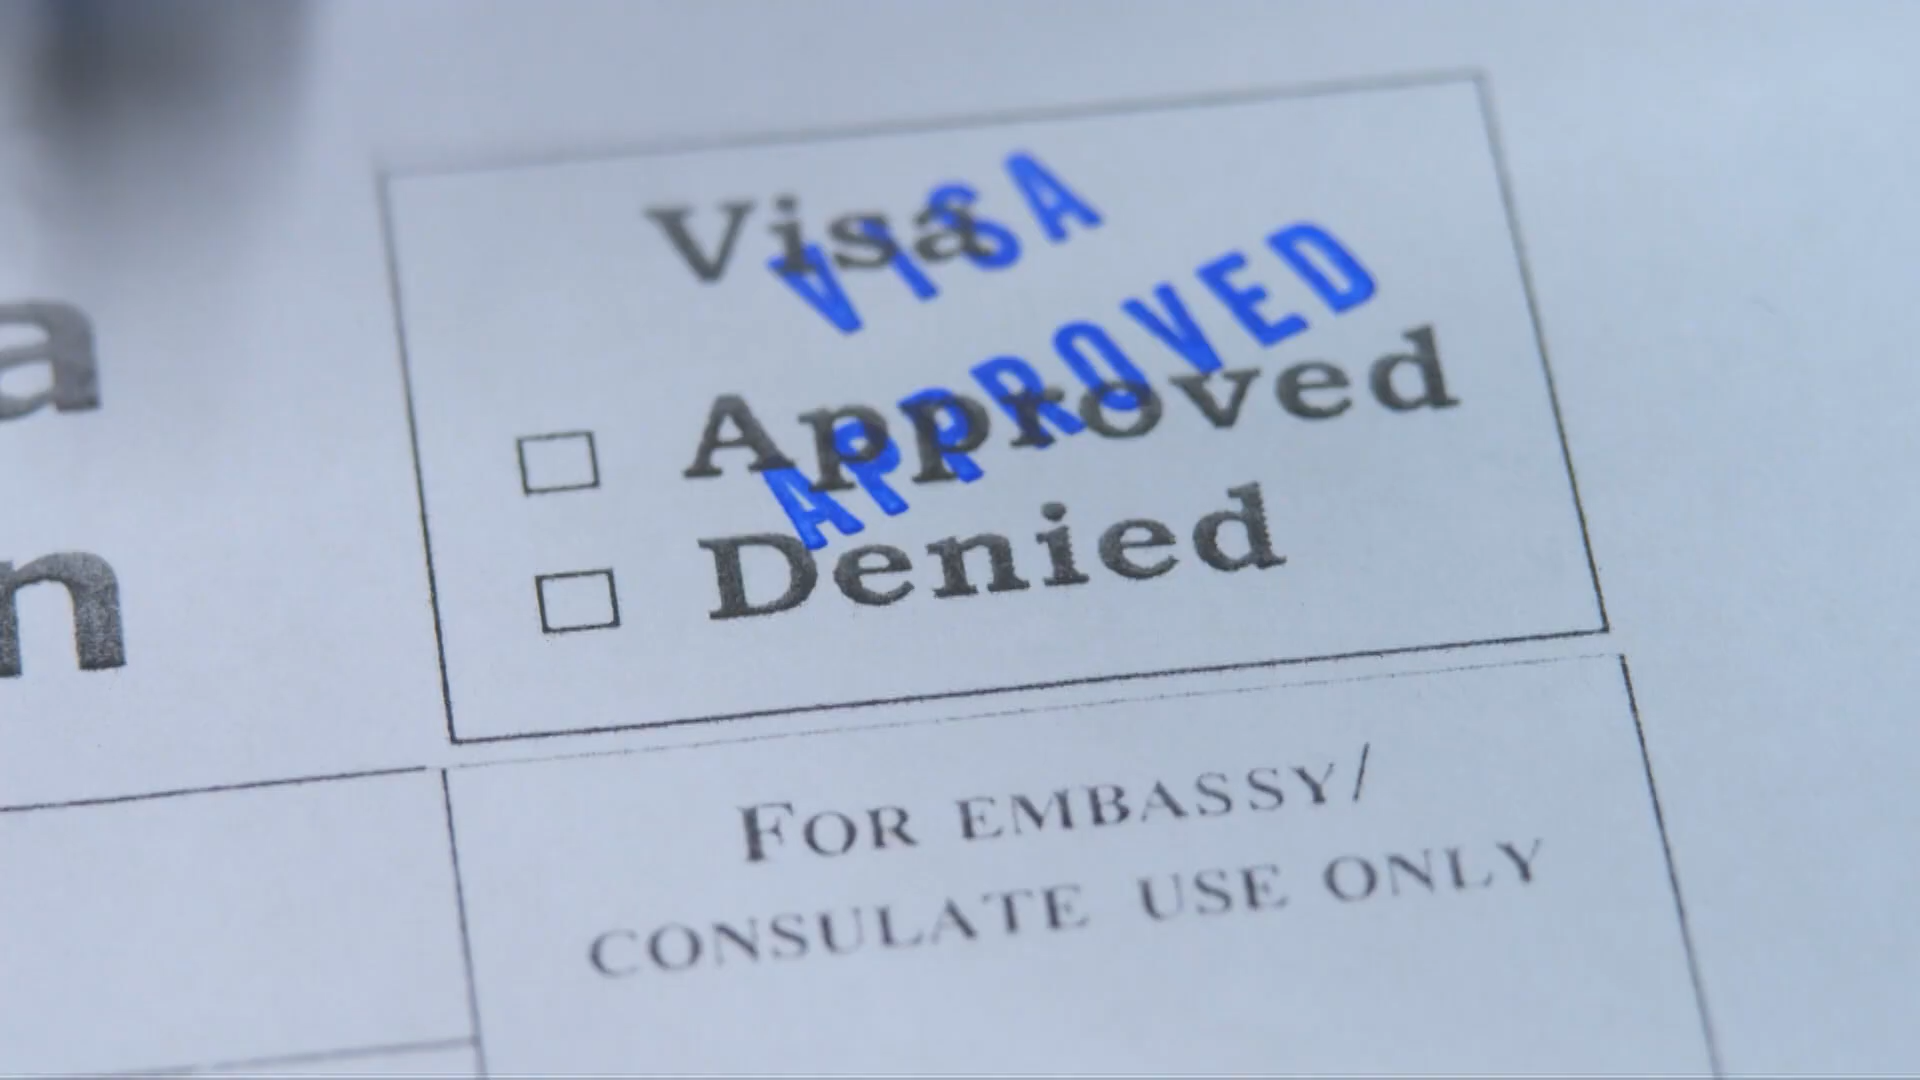 a
n
Visa
VISA
APPROVED
☐ Approved
☐ Denied
FOR EMBASSY/
CONSULATE USE ONLY